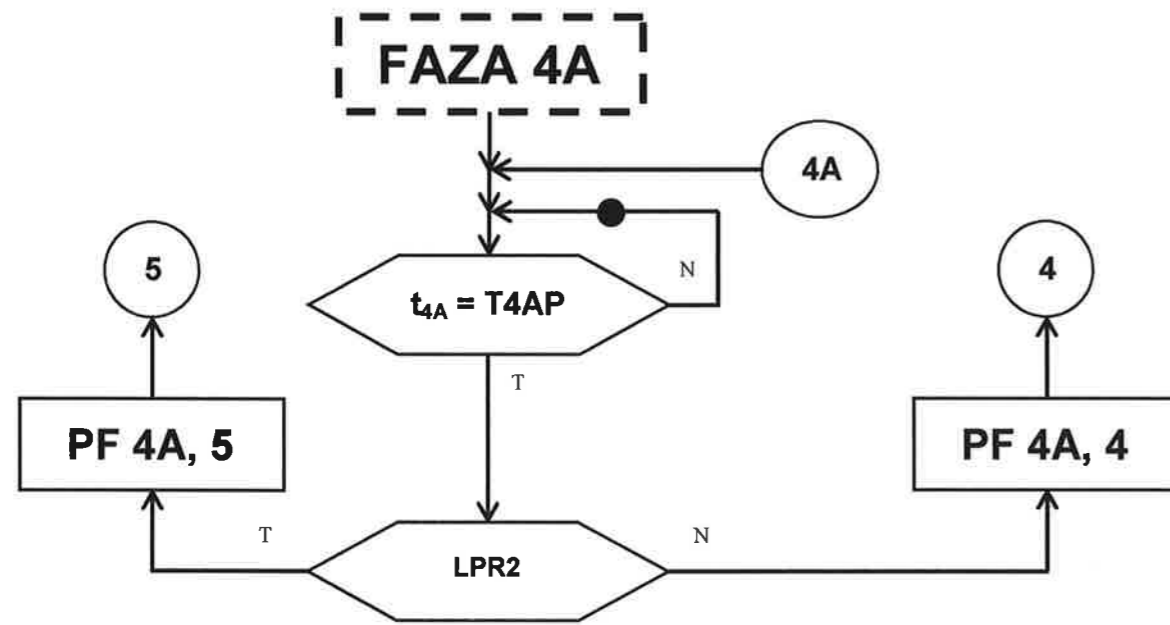 FAZA 4A
4A
5
N
4
t4A = T4AP
T
PF 4A, 5
PF 4A, 4
T
N
LPR2